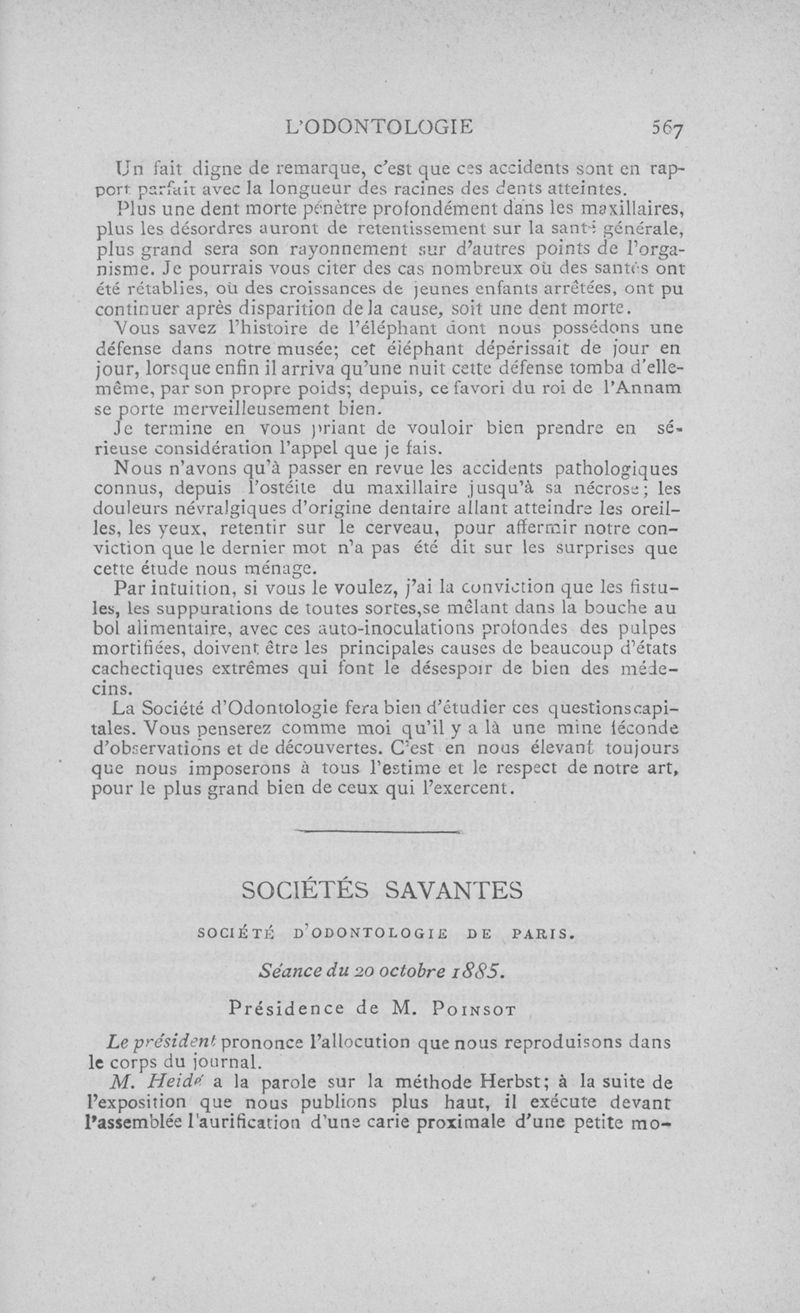 L'ODONTOLOGIE 567
Un fait digne de remarque, c'est que ces accidents sont en rap-
port parfait avec la longueur des racines des dents atteintes.
Plus une dent morte pénètre profondément dans les maxillaires,
plus les désordres auront de retentissement sur la santé générale,
plus grand sera son rayonnement sur d'autres points de l'orga-
nisme. Je pourrais vous citer des cas nombreux où des santés ont
été rétablies, où des croissances de jeunes enfants arrêtées, ont pu
continuer après disparition de la cause, soit une dent morte.
Vous savez l'histoire de l'éléphant dont nous possédons une
défense dans notre musée; cet éléphant dépérissait de jour en
jour, lorsque enfin il arriva qu'une nuit cette défense tomba d'elle-
même, par son propre poids; depuis, ce favori du roi de l'Annam
se porte merveilleusement bien.
Je termine en vous priant de vouloir bien prendre en sé-
rieuse considération l'appel que je fais.
Nous n'avons qu'à passer en revue les accidents pathologiques
connus, depuis l'ostéite du maxillaire jusqu'à sa nécrose; les
douleurs névralgiques d'origine dentaire allant atteindre les oreil-
les, les yeux, retentir sur le cerveau, pour affermir notre con-
viction que le dernier mot n'a pas été dit sur les surprises que
cette étude nous ménage.
Par intuition, si vous le voulez, j'ai la conviction que les fistu-
les, les suppurations de toutes sortes,se mêlant dans la bouche au
bol alimentaire, avec ces auto-inoculations profondes des pulpes
mortifiées, doivent être les principales causes de beaucoup d'états
cachectiques extrêmes qui font le désespoir de bien des méde-
cins.
La Société d'Odontologie fera bien d'étudier ces questionscapi-
tales. Vous penserez comme moi qu'il y a là une mine féconde
d'observations et de découvertes. C'est en nous élevant toujours
que nous imposerons à tous l'estime et le respect de notre art,
pour le plus grand bien de ceux qui l'exercent.
SOCIÉTÉS SAVANTES
SOCIÉTÉ D'ODONTOLOGIE DE PARIS.
Séance du 20 octobre 1885.
Présidence de M. POINSOT
Le président prononce l'allocution que nous reproduisons dans
le corps du journal.
M. Heidé a la parole sur la méthode Herbst; à la suite de
l'exposition que nous publions plus haut, il exécute devant
l'assemblée l'aurification d'une carie proximale d'une petite mo-